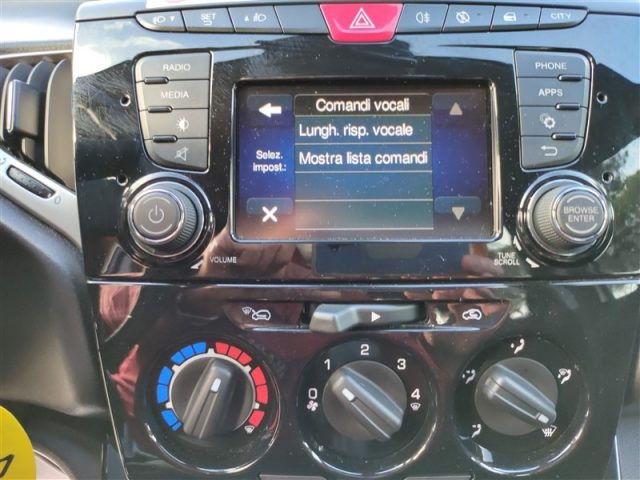 SET
CITY
RADIO
MEDIA
PHONE
APPS
Comandi vocali
Lungh. risp. vocale
Selez.
impost.:
Mostra lista comandi
BROWSE
ENTER
VOLUME
TUNE
SCROLL
0
1
2
3
4